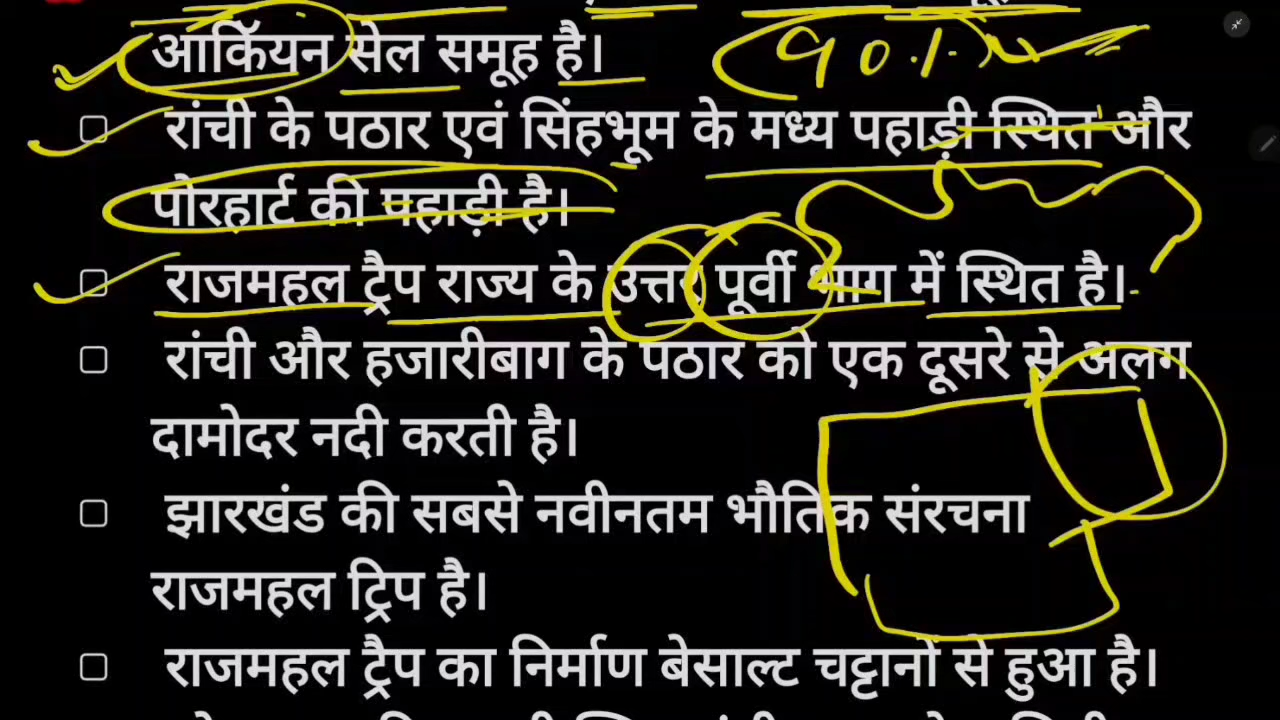 आर्कियन सेल समूह है। 90%
रांची के पठार एवं सिंहभूम के मध्य पहाड़ी स्थित और
पोरहार्ट की पहाड़ी है।
राजमहल ट्रैप राज्य के उत्तर पूर्वी भाग में स्थित है।
रांची और हजारीबाग के पठार को एक दूसरे से अलग
दामोदर नदी करती है।
झारखंड की सबसे नवीनतम भौतिक संरचना
राजमहल ट्रिप है।
राजमहल ट्रैप का निर्माण बेसाल्ट चट्टानों से हुआ है।